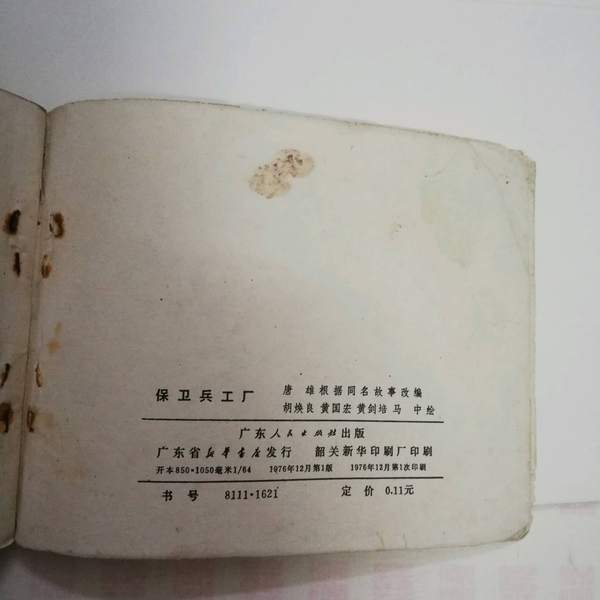 保卫兵工厂
唐 雄根据同名故事改编
胡焕良 黄国宏 黄剑培 马 中绘
广东人民出版社出版
广东省新华书店发行 韶关新华印刷厂印刷
开本850×1050毫米1/64 1976年12月第1版 1976年12月第1次印刷
书号 8111·1621 定价 0.11元